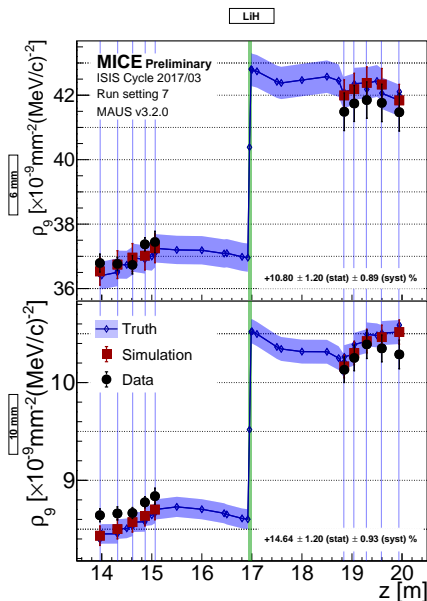 LiH
MICE Preliminary
ISIS Cycle 2017/03
Run setting 7
MAUS v3.2.0
6 mm
ρ9 [×10-9mm-2(MeV/c)-2]
42
40
38
36
+10.80 ± 1.20 (stat) ± 0.89 (syst) %
10 mm
ρ9 [×10-9mm-2(MeV/c)-2]
Truth
Simulation
Data
10
8
+14.64 ± 1.20 (stat) ± 0.93 (syst) %
14 15 16 17 18 19 20
z [m]